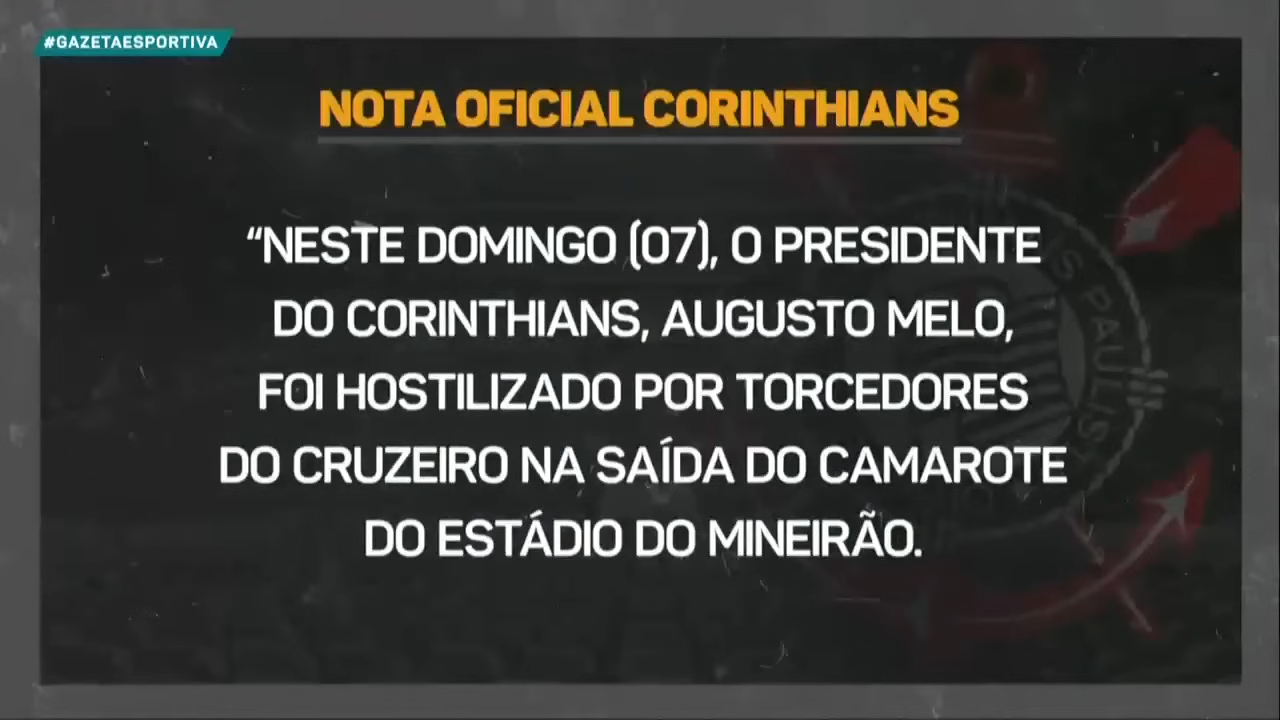 #GAZETAESPORTIVA
NOTA OFICIAL CORINTHIANS
“NESTE DOMINGO (07), O PRESIDENTE
DO CORINTHIANS, AUGUSTO MELO,
FOI HOSTILIZADO POR TORCEDORES
DO CRUZEIRO NA SAÍDA DO CAMAROTE
DO ESTÁDIO DO MINEIRÃO.